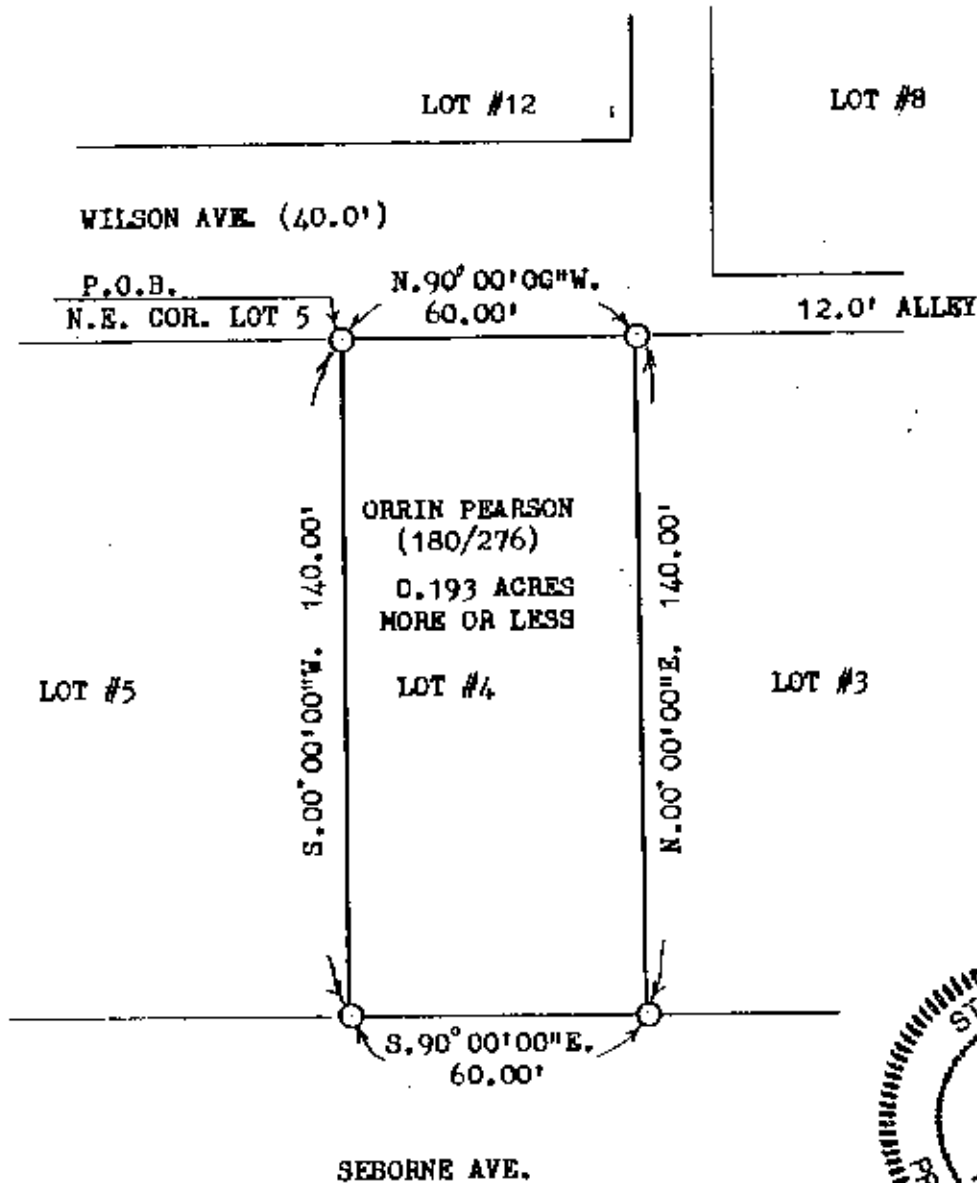 LOT #12
LOT #8
WILSON AVE. (40.0')
P.O.B.
N.E. COR. LOT 5
N.90° 00'00"W.
60.00'
12.0' ALLEY
ORRIN PEARSON
(180/276)
0.193 ACRES
MORE OR LESS
S.00°00'00"W. 140.00'
N.00°00'00"E. 140.00'
LOT #5
LOT #4
LOT #3
S.90° 00'00"E.
60.00'
SEBORNE AVE.